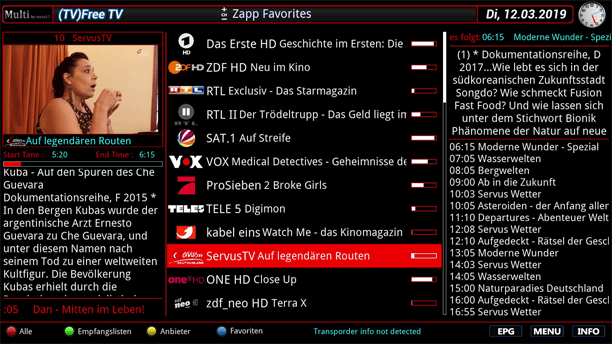 Multi by mira17
(TV)Free TV
Zapp Favorites
Di, 12.03.2019
10 ServusTV
Auf legendären Routen
Start Time : 5:20 End Time : 6:15
Kuba - Auf den Spuren des Che
Guevara
Dokumentationsreihe, F 2015 *
In den Bergen Kubas wurde der
argentinische Arzt Ernesto
Guevara zu Che Guevara, und
unter diesem Namen nach
seinem Tod zu einer weltweiten
Kultfigur. Die Bevölkerung
Kubas erhielt durch die
:05 Dan - Mitten im Leben!
Das Erste HD Geschichte im Ersten: Die
ZDF HD Neu im Kino
RTL Exclusiv - Das Starmagazin
RTL II Der Trödeltrupp - Das Geld liegt im
SAT.1 Auf Streife
VOX Medical Detectives - Geheimnisse de
ProSieben 2 Broke Girls
TELE 5 Digimon
kabel eins Watch Me - das Kinomagazin
ServusTV Auf legendären Routen
ONE HD Close Up
zdf_neo HD Terra X
es folgt: 06:15 Moderne Wunder - Spezi
(1) * Dokumentationsreihe, D
2017...Wie lebt es sich in der
südkoreanischen Zukunftsstadt
Songdo? Wie schmeckt Fusion
Fast Food? Und wie lassen sich
unter dem Stichwort Bionik
Phänomene der Natur auf neue
06:15 Moderne Wunder - Spezial
07:05 Wasserwelten
08:05 Bergwelten
09:00 Ab in die Zukunft
10:03 Servus Wetter
10:05 Asteroiden - der Anfang aller
11:10 Departures - Abenteuer Welt
12:08 Servus Wetter
12:10 Aufgedeckt - Rätsel der Gescl
13:05 Moderne Wunder
14:03 Servus Wetter
14:05 Wasserwelten
15:00 Naturparadies Deutschland
16:00 Aufgedeckt - Rätsel der Gescl
16:55 Servus Wetter
Alle
Empfangslisten
Anbieter
Favoriten
Transporder info not detected
EPG
MENU
INFO